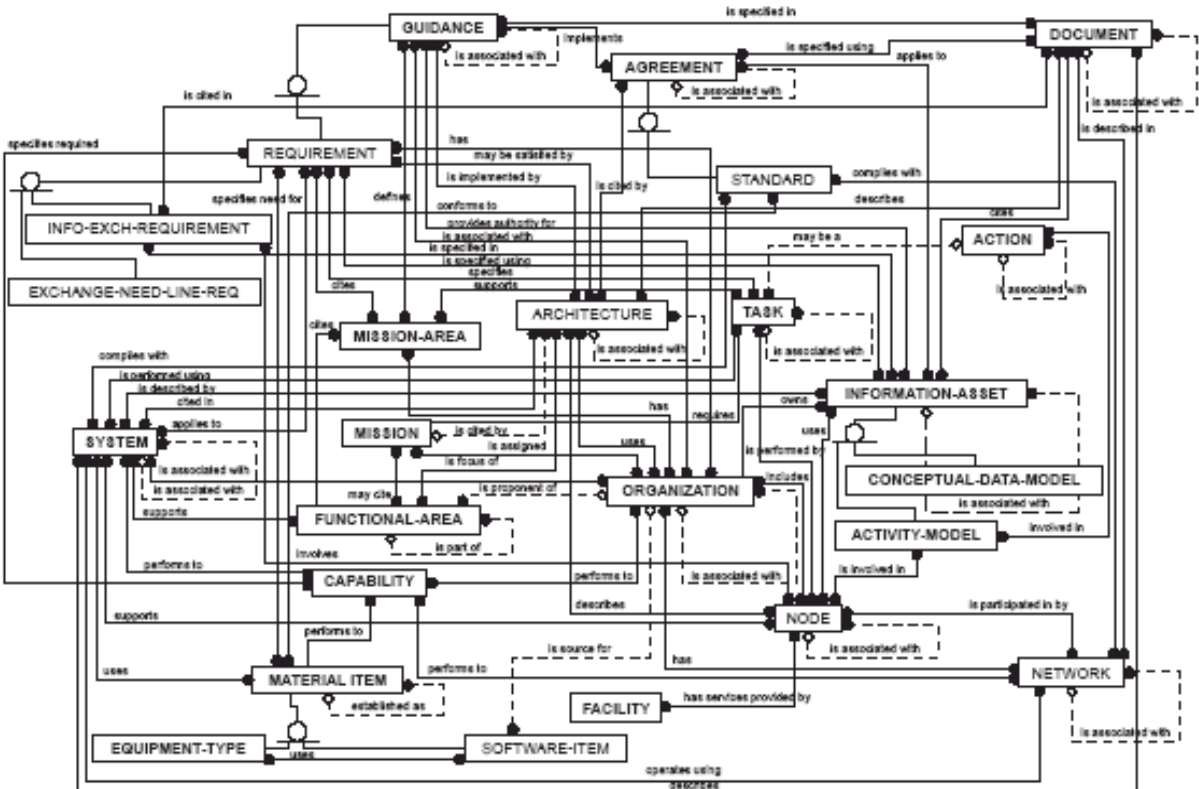 is specified in
GUIDANCE
DOCUMENT
implements
is associated with
is specified using
applies to
AGREEMENT
is associated with
is associated with
is cited in
is described in
specifies required
has
REQUIREMENT
may be satisfied by
is implemented by
is cited by
STANDARD
complies with
specifies need for
defines
conforms to
describes
cites
INFO-EXCH-REQUIREMENT
provides authority for
is associated with
is specified in
is specified using
may be a
ACTION
specifies
is associated with
EXCHANGE-NEED-LINE-REQ
cites
supports
ARCHITECTURE
TASK
cites
MISSION-AREA
is associated with
is associated with
complies with
is performed using
is described by
cited in
INFORMATION-ASSET
has
owns
requires
applies to
SYSTEM
MISSION
is cited by
is assigned
uses
uses
is performed by
is associated with
is associated with
is focus of
may cite
is proponent of
ORGANIZATION
includes
CONCEPTUAL-DATA-MODEL
is associated with
supports
FUNCTIONAL-AREA
is part of
ACTIVITY-MODEL
involved in
involves
performs to
CAPABILITY
performs to
is associated with
is involved in
supports
describes
NODE
is participated in by
performs to
is source for
is associated with
uses
MATERIAL ITEM
performs to
has
NETWORK
established as
FACILITY
has services provided by
is associated with
EQUIPMENT-TYPE
uses
SOFTWARE-ITEM
operates using
describes